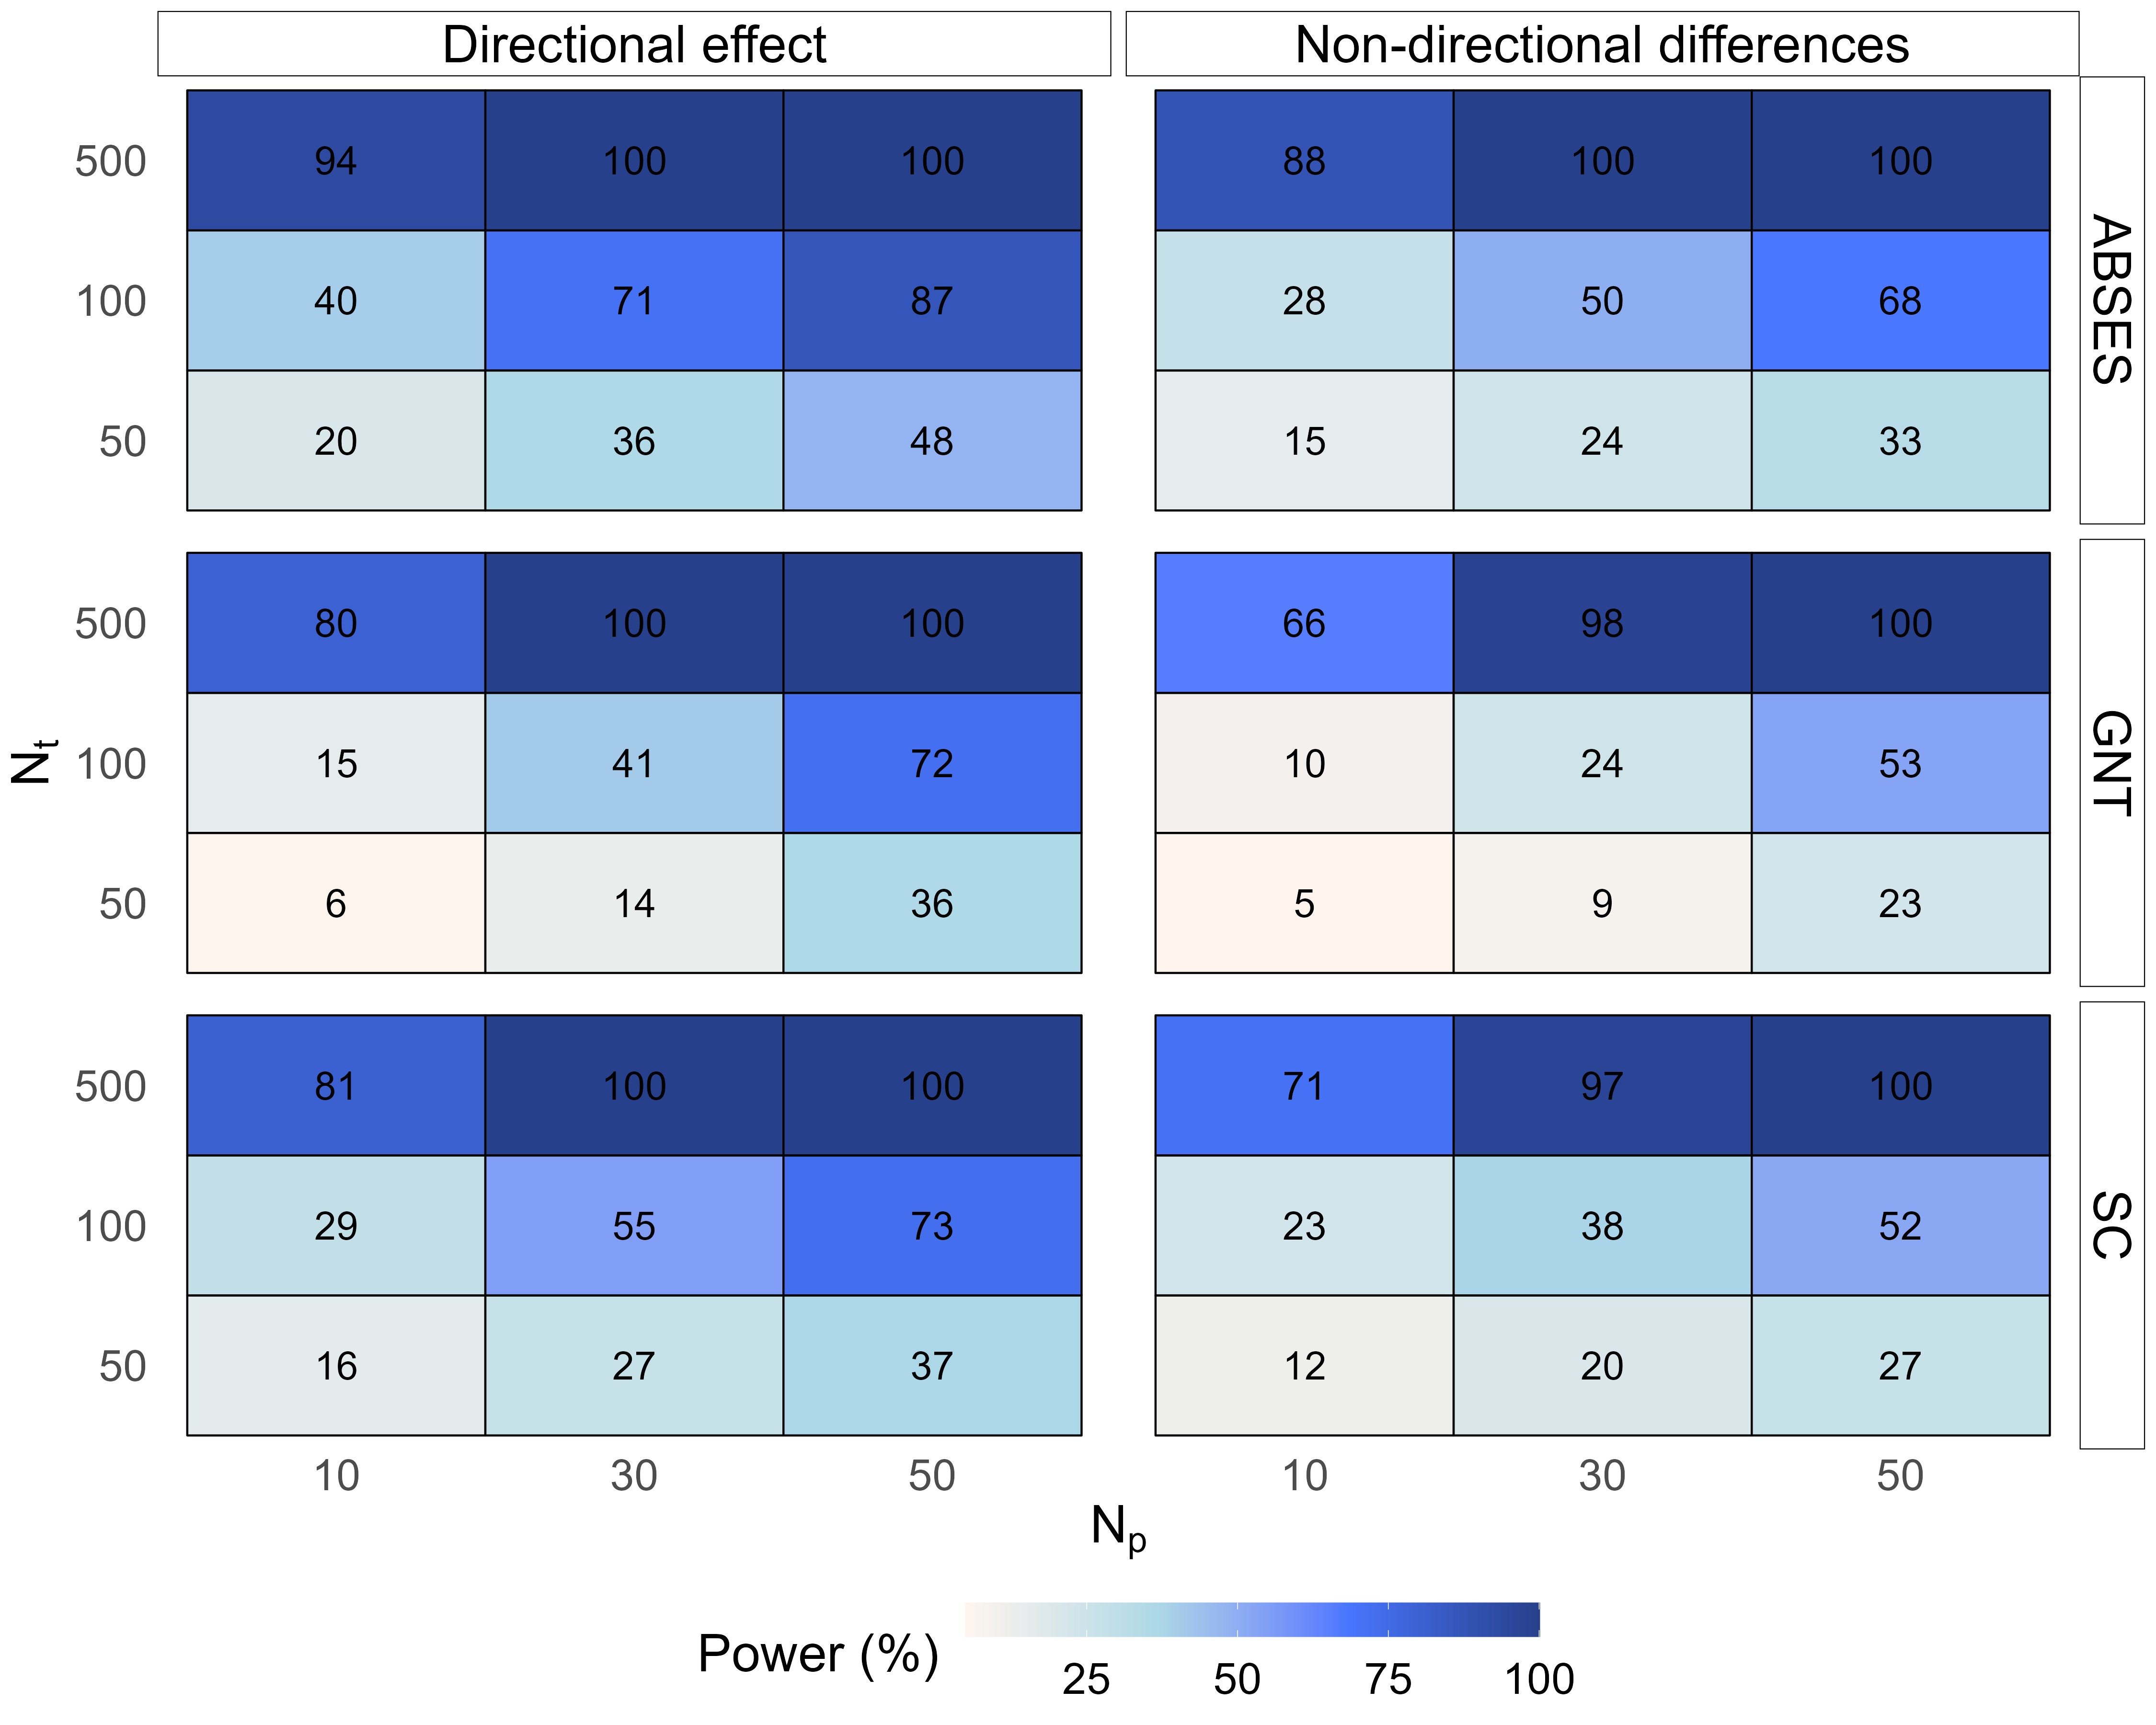 Directional effect Non-directional differences
500 94 100 100 88 100 100
100 40 71 87 28 50 68
50 20 36 48 15 24 33
ABSES
500 80 100 100 66 98 100
100 15 41 72 10 24 53
50 6 14 36 5 9 23
GNT
Nt
500 81 100 100 71 97 100
100 29 55 73 23 38 52
50 16 27 37 12 20 27
SC
10 30 50 10 30 50
Np
Power (%)
25 50 75 100